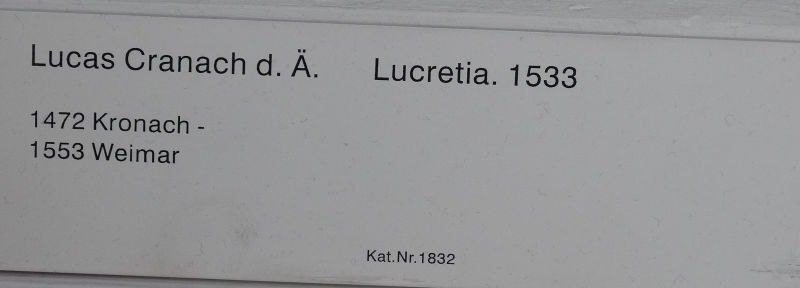 Lucas Cranach d. Ä. Lucretia. 1533
1472 Kronach -
1553 Weimar
Kat.Nr.1832